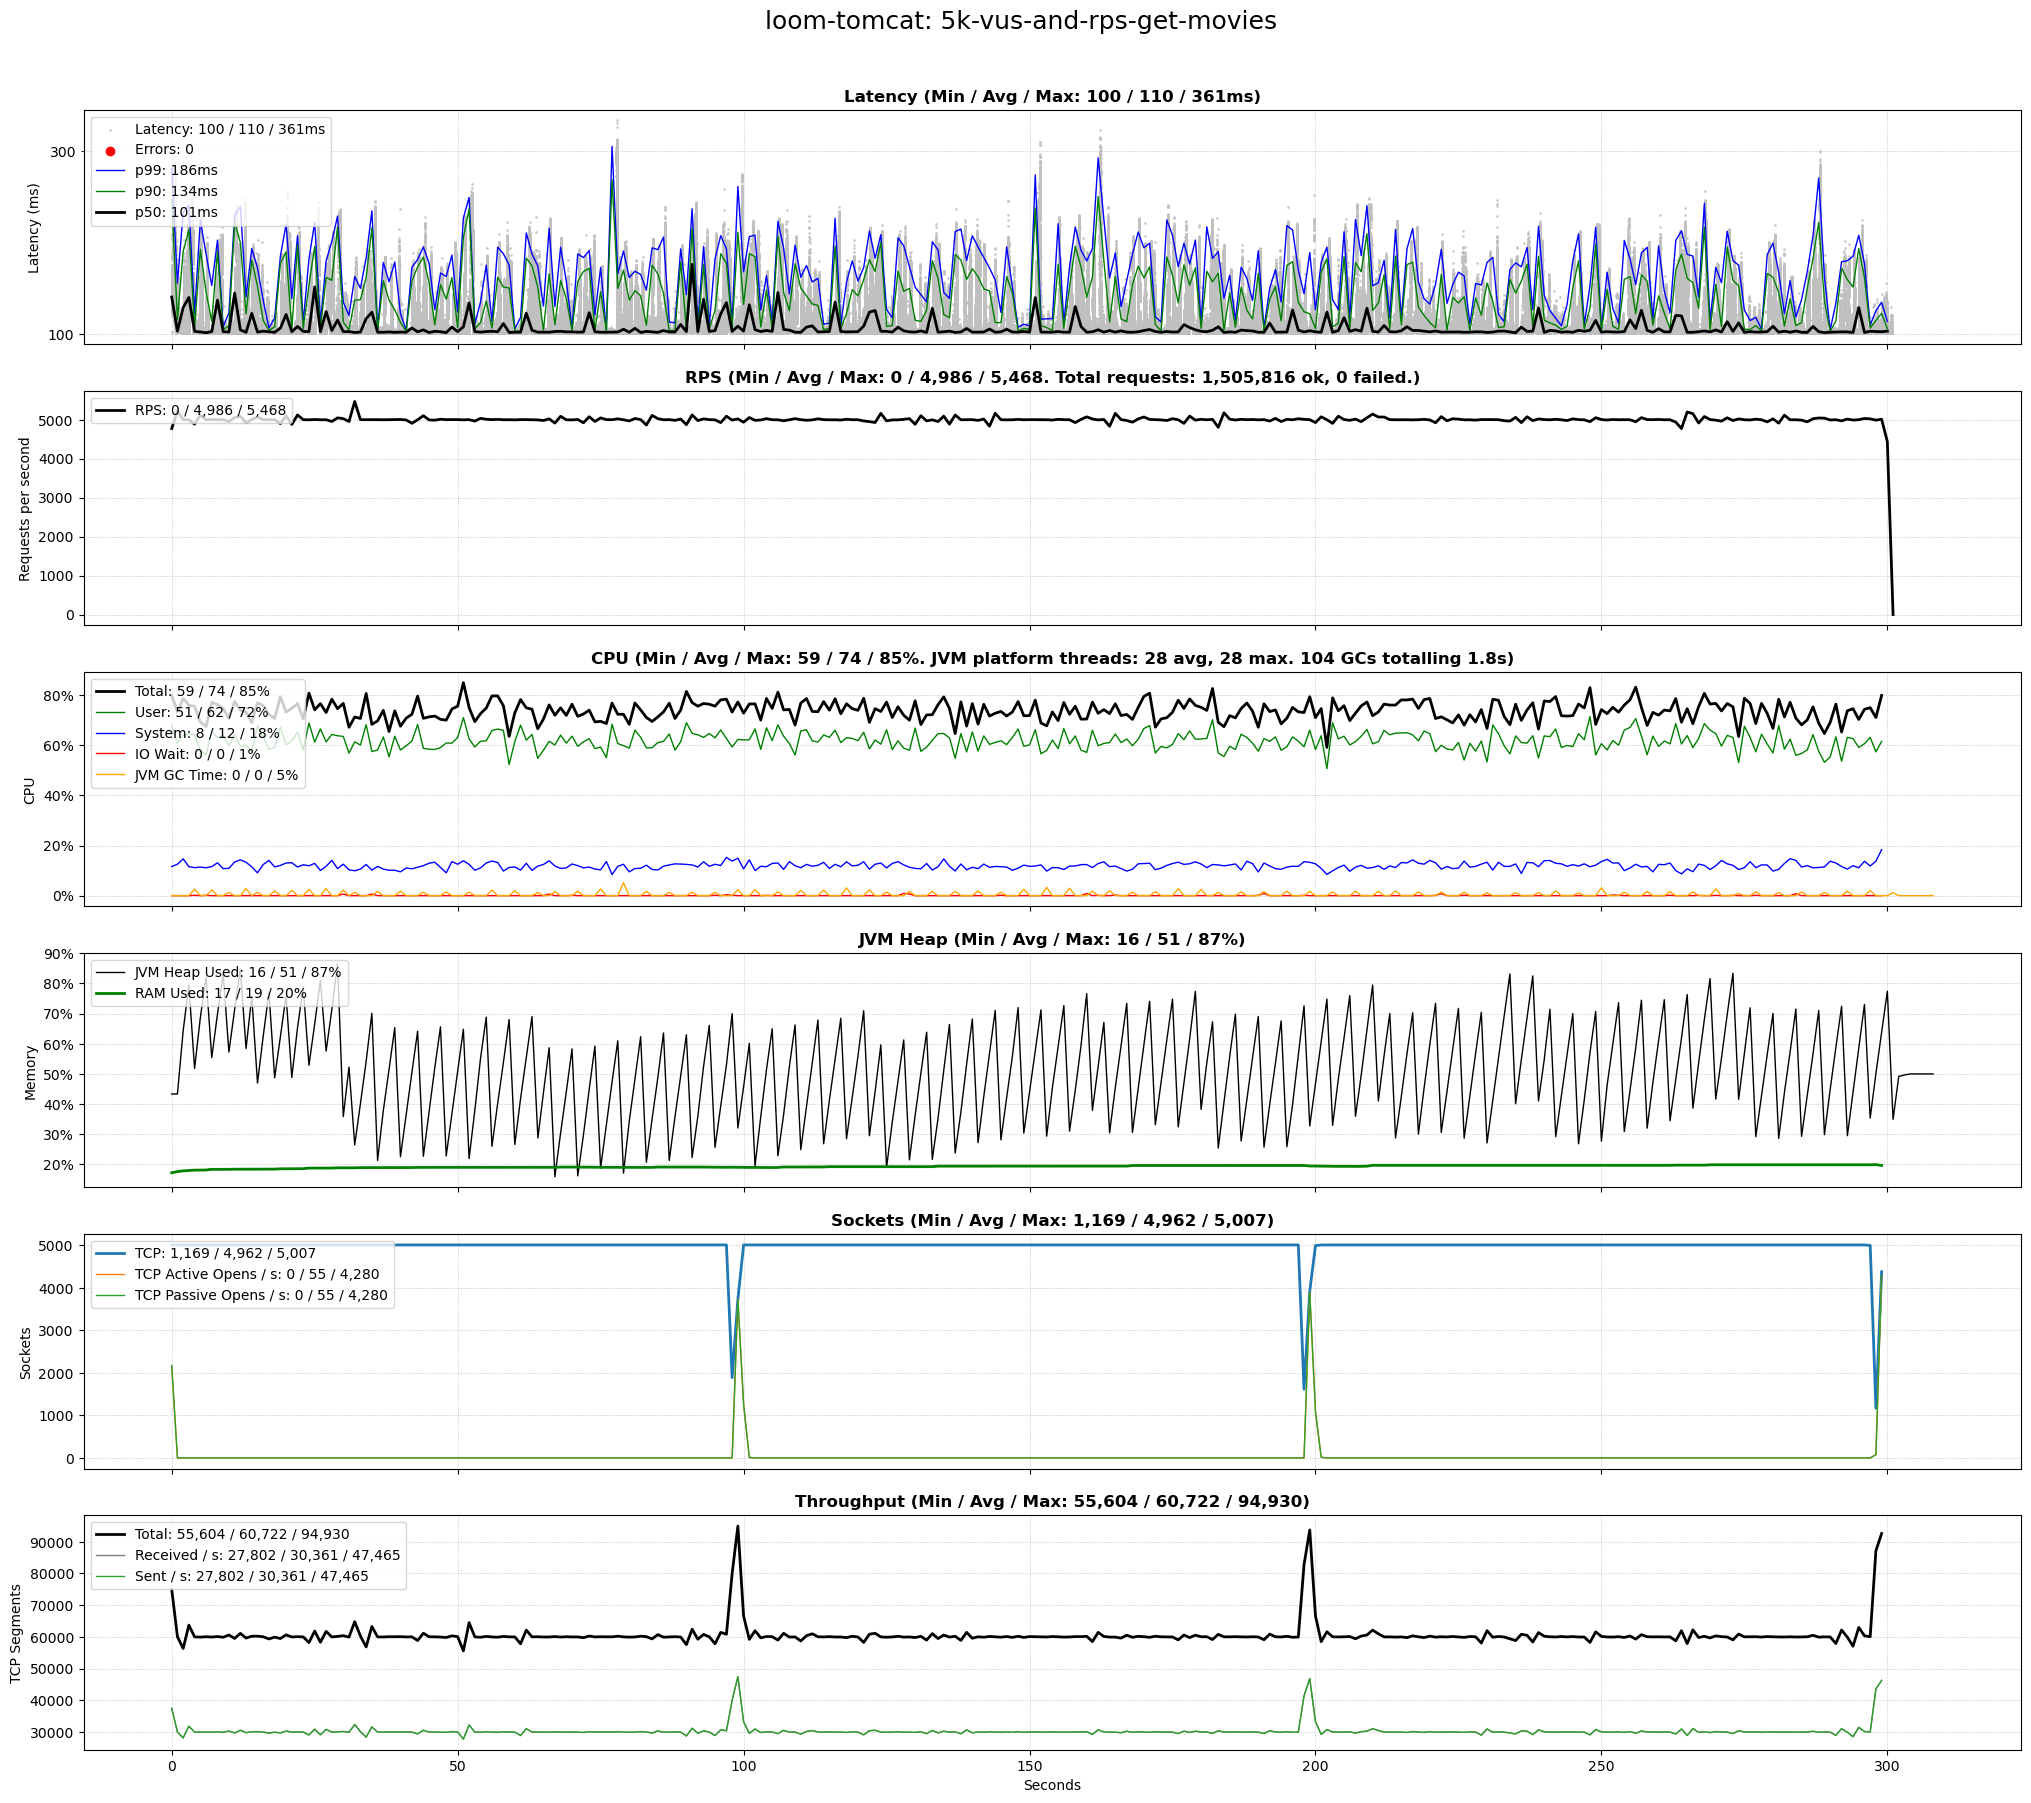 loom-tomcat: 5k-vus-and-rps-get-movies
Latency (Min / Avg / Max: 100 / 110 / 361ms)
Latency: 100 / 110 / 361ms
Errors: 0
p99: 186ms
p90: 134ms
p50: 101ms
Latency (ms)
300
100
RPS (Min / Avg / Max: 0 / 4,986 / 5,468. Total requests: 1,505,816 ok, 0 failed.)
RPS: 0 / 4,986 / 5,468
Requests per second
5000
4000
3000
2000
1000
0
CPU (Min / Avg / Max: 59 / 74 / 85%. JVM platform threads: 28 avg, 28 max. 104 GCs totalling 1.8s)
Total: 59 / 74 / 85%
User: 51 / 62 / 72%
System: 8 / 12 / 18%
IO Wait: 0 / 0 / 1%
JVM GC Time: 0 / 0 / 5%
CPU
80%
60%
40%
20%
0%
JVM Heap (Min / Avg / Max: 16 / 51 / 87%)
JVM Heap Used: 16 / 51 / 87%
RAM Used: 17 / 19 / 20%
Memory
90%
80%
70%
60%
50%
40%
30%
20%
Sockets (Min / Avg / Max: 1,169 / 4,962 / 5,007)
TCP: 1,169 / 4,962 / 5,007
TCP Active Opens / s: 0 / 55 / 4,280
TCP Passive Opens / s: 0 / 55 / 4,280
Sockets
5000
4000
3000
2000
1000
0
Throughput (Min / Avg / Max: 55,604 / 60,722 / 94,930)
Total: 55,604 / 60,722 / 94,930
Received / s: 27,802 / 30,361 / 47,465
Sent / s: 27,802 / 30,361 / 47,465
TCP Segments
90000
80000
70000
60000
50000
40000
30000
0
50
100
150
200
250
300
Seconds